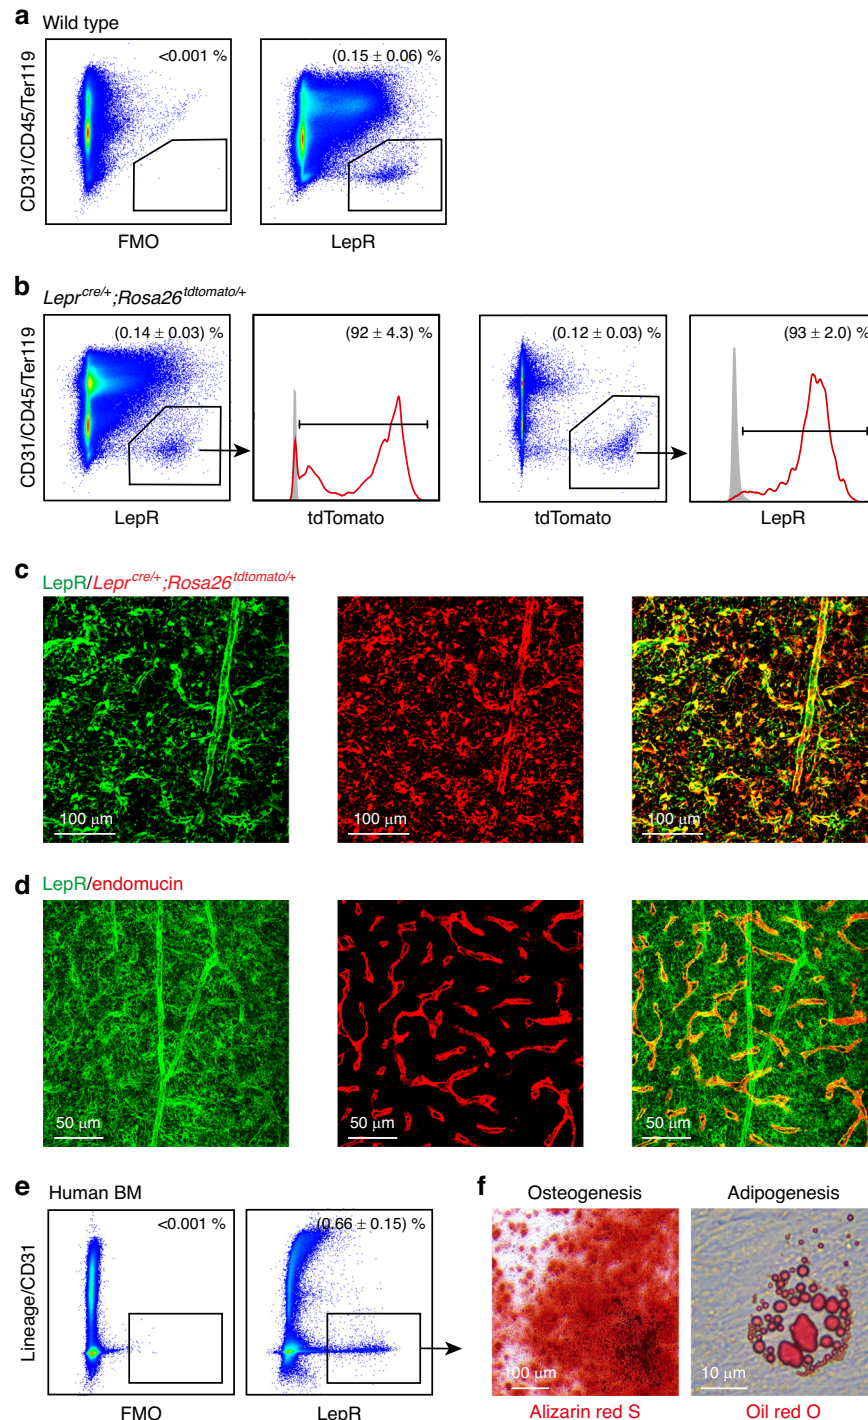 a Wild type
<0.001 %
(0.15 ± 0.06) %
CD31/CD45/Ter119
FMO
LepR
b Lepr^cre/+;Rosa26^tdtomato/+
(0.14 ± 0.03) %
(92 ± 4.3) %
(0.12 ± 0.03) %
(93 ± 2.0) %
CD31/CD45/Ter119
LepR
tdTomato
tdTomato
LepR
c LepR/Lepr^cre/+;Rosa26^tdtomato/+
100 μm
100 μm
100 μm
d LepR/endomucin
50 μm
50 μm
50 μm
e Human BM
<0.001 %
(0.66 ± 0.15) %
Lineage/CD31
FMO
LepR
f
Osteogenesis
Adipogenesis
100 μm
10 μm
Alizarin red S
Oil red O